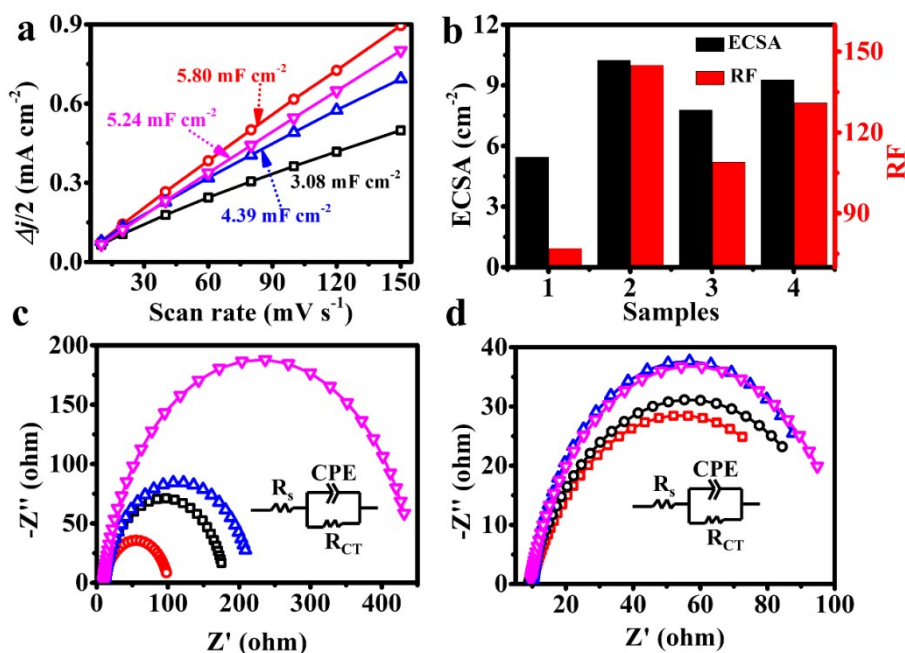 a
0.9
0.6
0.3
0.0
Δj/2 (mA cm⁻²)
5.80 mF cm⁻²
5.24 mF cm⁻²
3.08 mF cm⁻²
4.39 mF cm⁻²
30 60 90 120 150
Scan rate (mV s⁻¹)
b
12
9
6
3
0
ECSA (cm⁻²)
ECSA
RF
150
130
110
90
70
RF
1 2 3 4
Samples
c
200
150
100
50
0
-Z'' (ohm)
CPE
Rs
RCT
0 100 200 300 400
Z' (ohm)
d
40
30
20
10
0
-Z'' (ohm)
CPE
Rs
RCT
20 40 60 80 100
Z' (ohm)